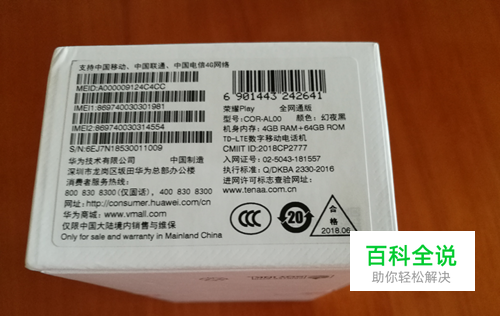 支持中国移动、中国联通、中国电信4G网络
MEID:A000009124C4CC
IMEI1:869740030301981
IMEI2:869740030314554
S/N:6EJ7N18530011009
华为技术有限公司 中国制造
深圳市龙岗区坂田华为总部办公楼
消费者服务热线
800 830 8300(仅固话)、400 830 8300
网址:http://consumer.huawei.com/cn
华为商城:www.vmall.com
仅限中国大陆境内销售与维保
Only for sale and warranty in Mainland China
6 901443 242641
荣耀Play 全网通版
型号:COR-AL00 颜色:幻夜黑
机身内存:4GB RAM+64GB ROM
TD-LTE数字移动电话机
CMIIT ID:2018CP2777
入网证号:02-5043-181557
执行标准:Q/DKBA 2330-2016
进网许可标志查验网址:
www.tenaa.com.cn
CCC
20
合格
2018.06
百科全说
助你轻松解决